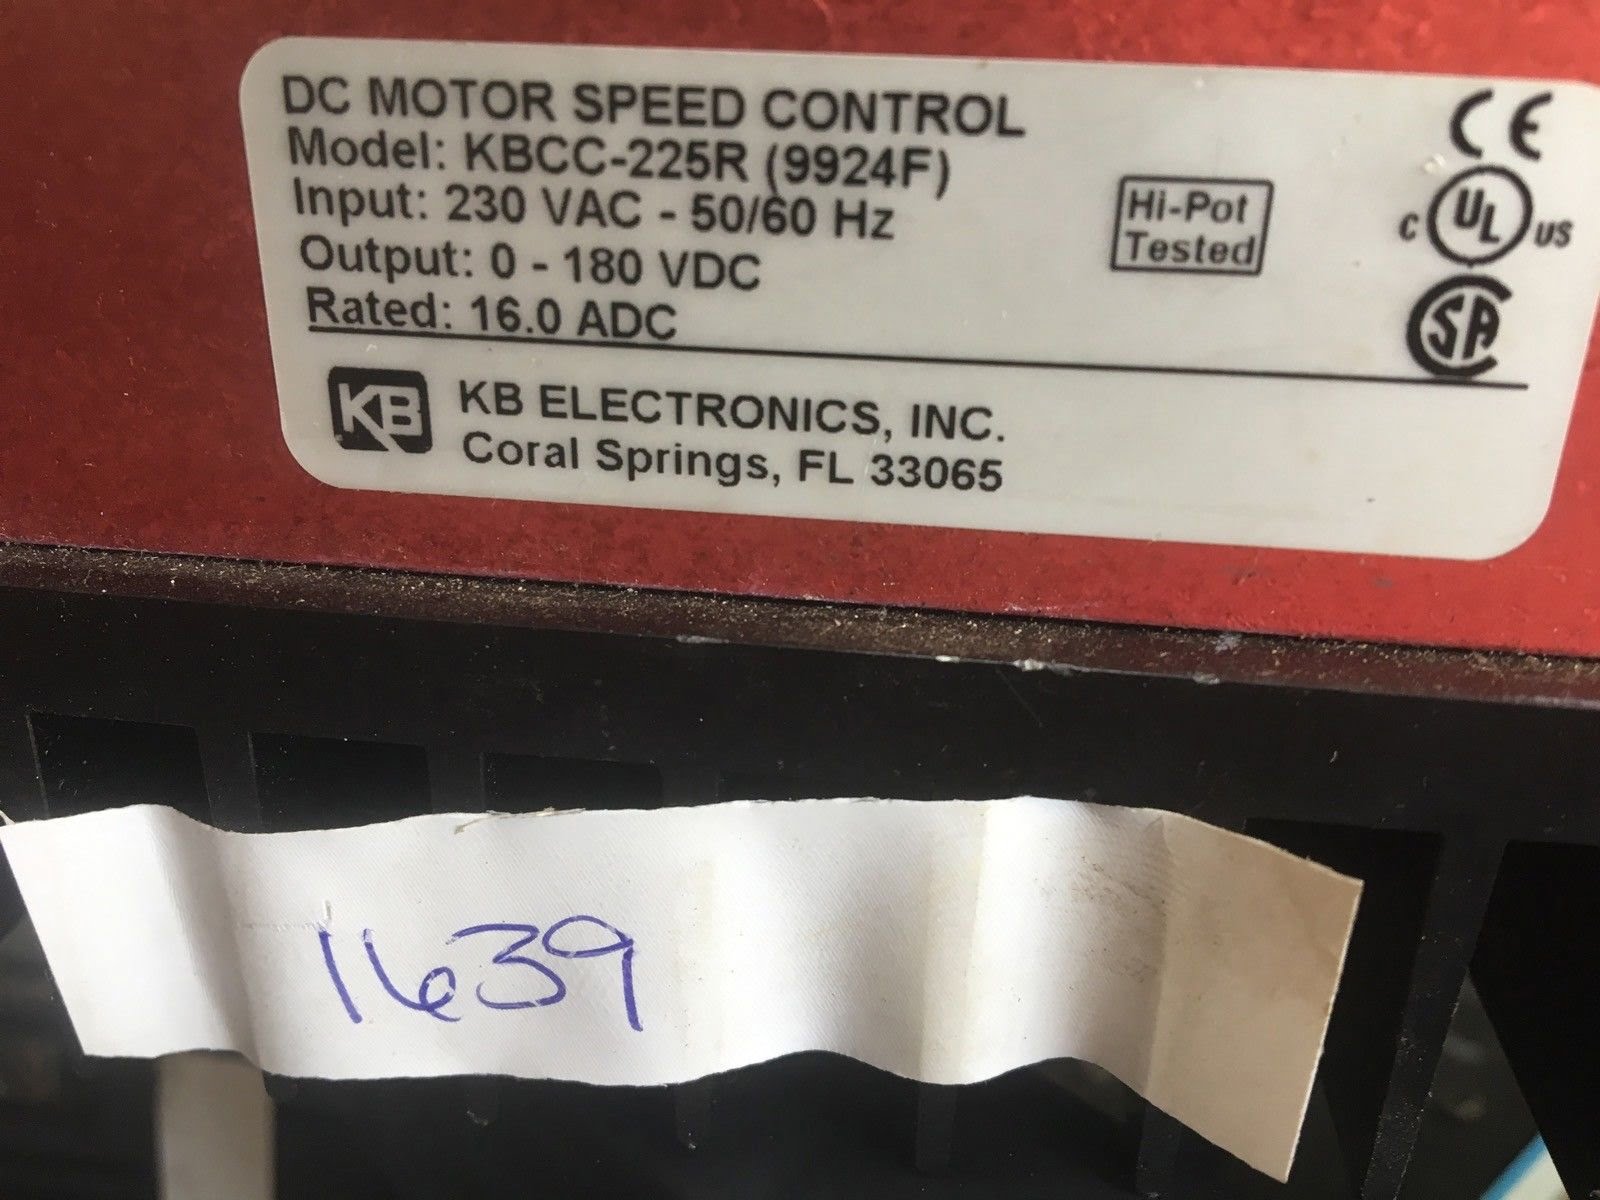 DC MOTOR SPEED CONTROL
Model: KBCC-225R (9924F)
Input: 230 VAC - 50/60 Hz
Output: 0 - 180 VDC
Rated: 16.0 ADC
Hi-Pot
Tested
CE
C UL US
SA
KB
KB ELECTRONICS, INC.
Coral Springs, FL 33065
1639